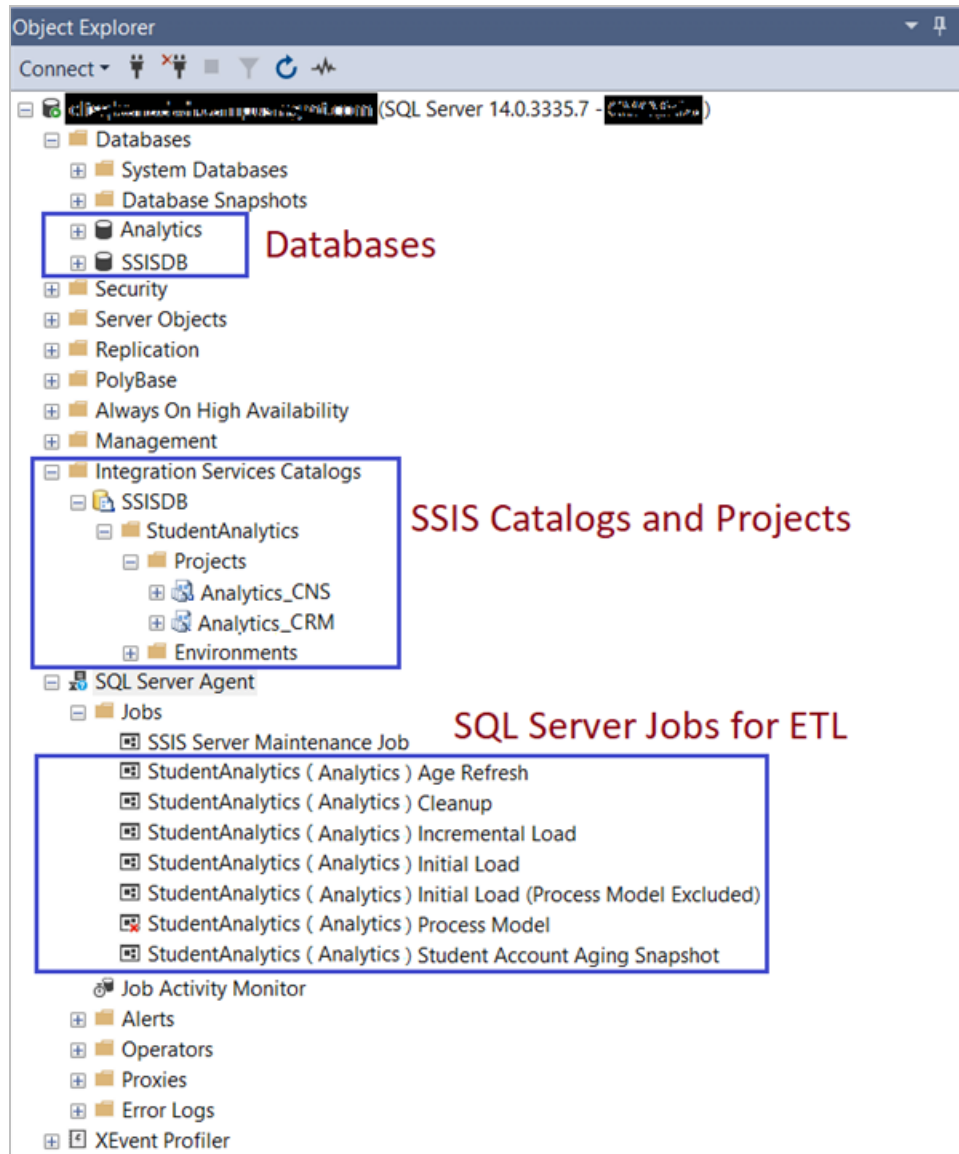 Object Explorer
Connect
(SQL Server 14.0.3335.7 - )
Databases
System Databases
Database Snapshots
Analytics
SSISDB
Databases
Security
Server Objects
Replication
PolyBase
Always On High Availability
Management
Integration Services Catalogs
SSISDB
StudentAnalytics
SSIS Catalogs and Projects
Projects
Analytics_CNS
Analytics_CRM
Environments
SQL Server Agent
Jobs
SQL Server Jobs for ETL
SSIS Server Maintenance Job
StudentAnalytics ( Analytics ) Age Refresh
StudentAnalytics ( Analytics ) Cleanup
StudentAnalytics ( Analytics ) Incremental Load
StudentAnalytics ( Analytics ) Initial Load
StudentAnalytics ( Analytics ) Initial Load (Process Model Excluded)
StudentAnalytics ( Analytics ) Process Model
StudentAnalytics ( Analytics ) Student Account Aging Snapshot
Job Activity Monitor
Alerts
Operators
Proxies
Error Logs
XEvent Profiler